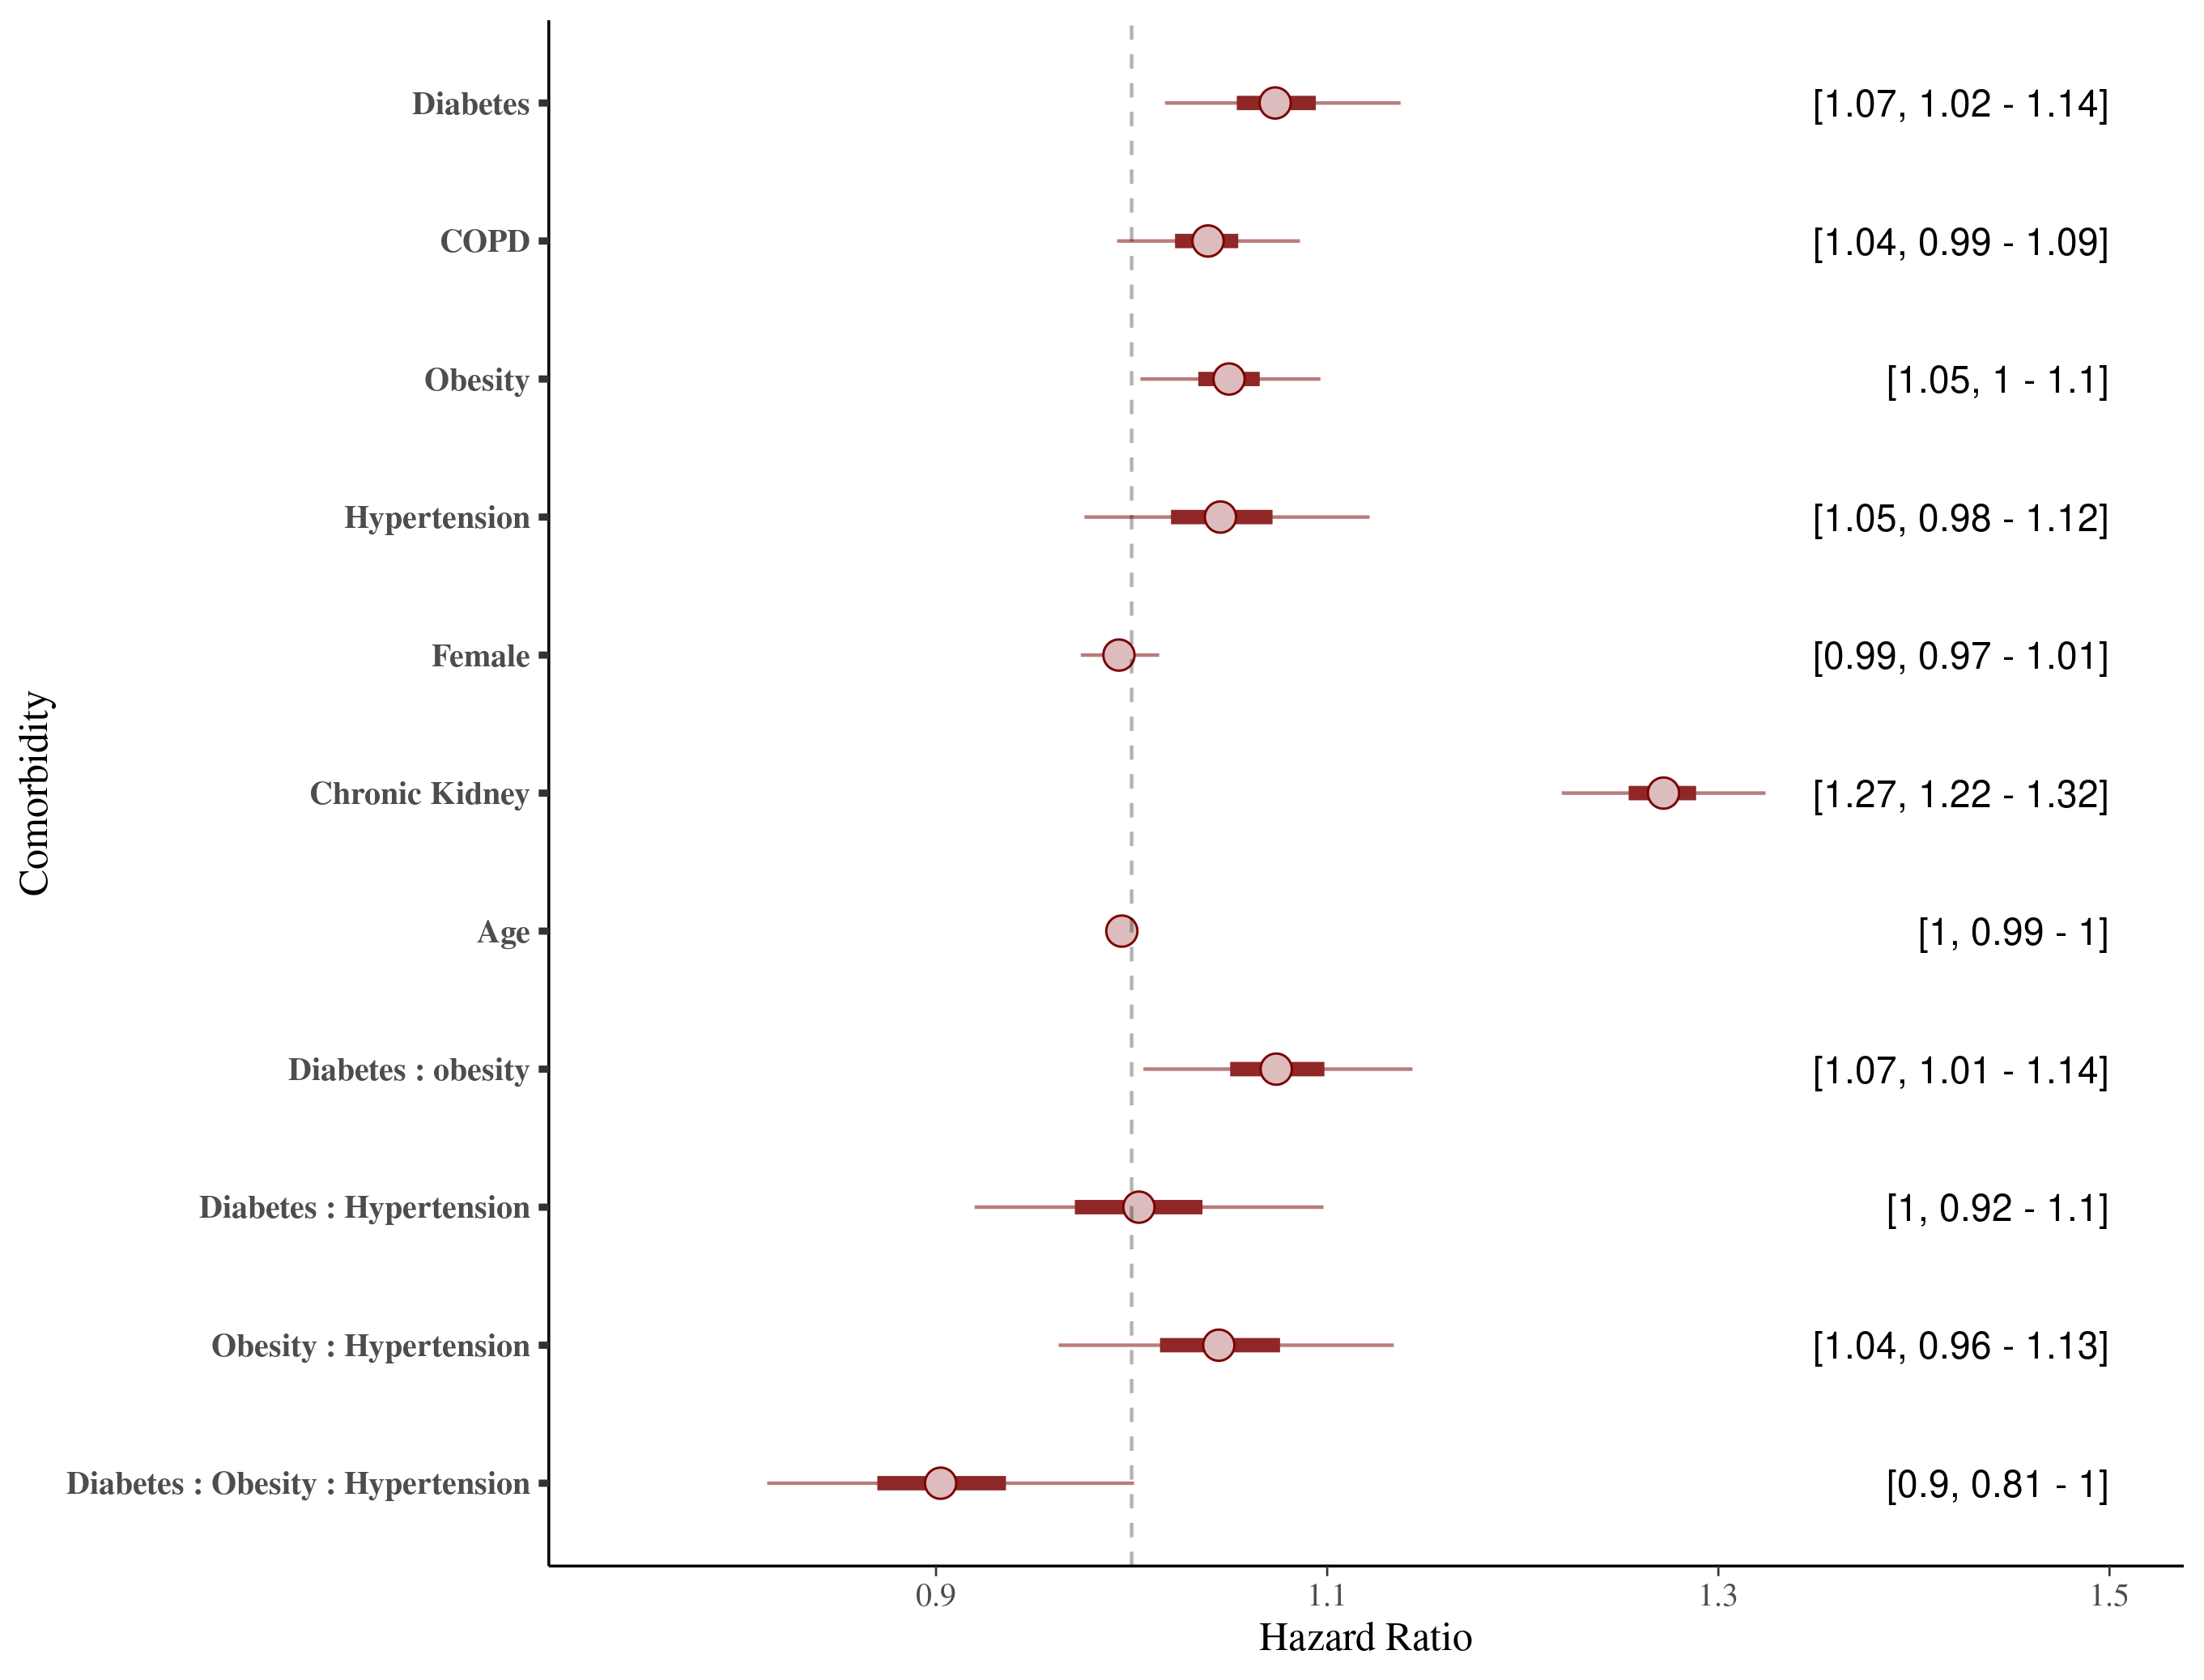 Comorbidity
Diabetes [1.07, 1.02 - 1.14]
COPD [1.04, 0.99 - 1.09]
Obesity [1.05, 1 - 1.1]
Hypertension [1.05, 0.98 - 1.12]
Female [0.99, 0.97 - 1.01]
Chronic Kidney [1.27, 1.22 - 1.32]
Age [1, 0.99 - 1]
Diabetes : obesity [1.07, 1.01 - 1.14]
Diabetes : Hypertension [1, 0.92 - 1.1]
Obesity : Hypertension [1.04, 0.96 - 1.13]
Diabetes : Obesity : Hypertension [0.9, 0.81 - 1]
0.9 1.1 1.3 1.5
Hazard Ratio